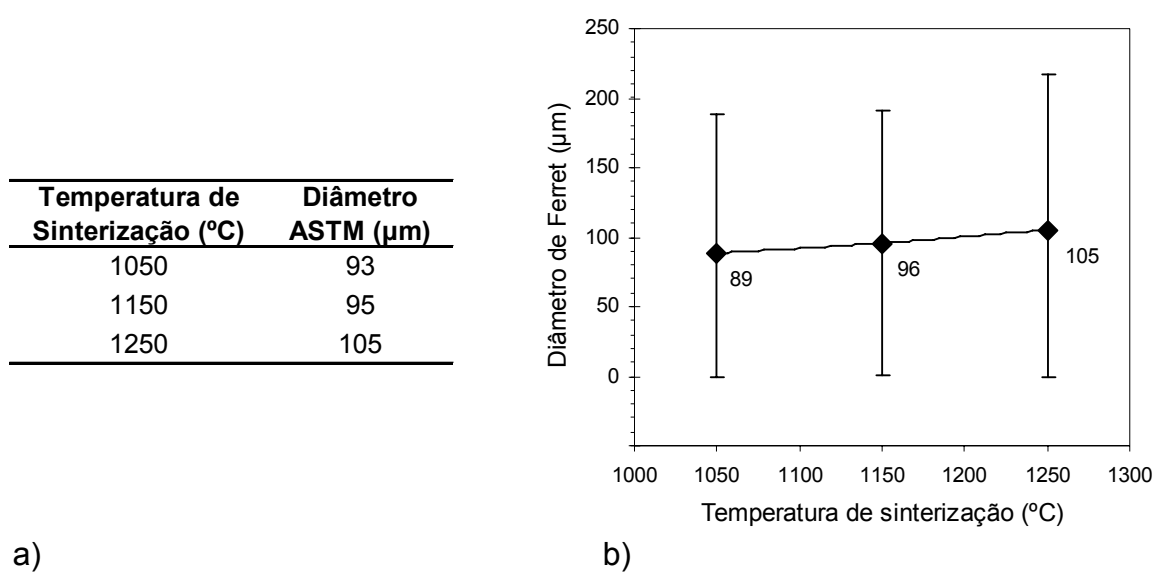 Temperatura de Diâmetro
Sinterização (ºC) ASTM (µm)
1050 93
1150 95
1250 105
a)
Diâmetro de Ferret (µm)
250
200
150
100
50
0
89
96
105
1000 1050 1100 1150 1200 1250 1300
Temperatura de sinterização (ºC)
b)